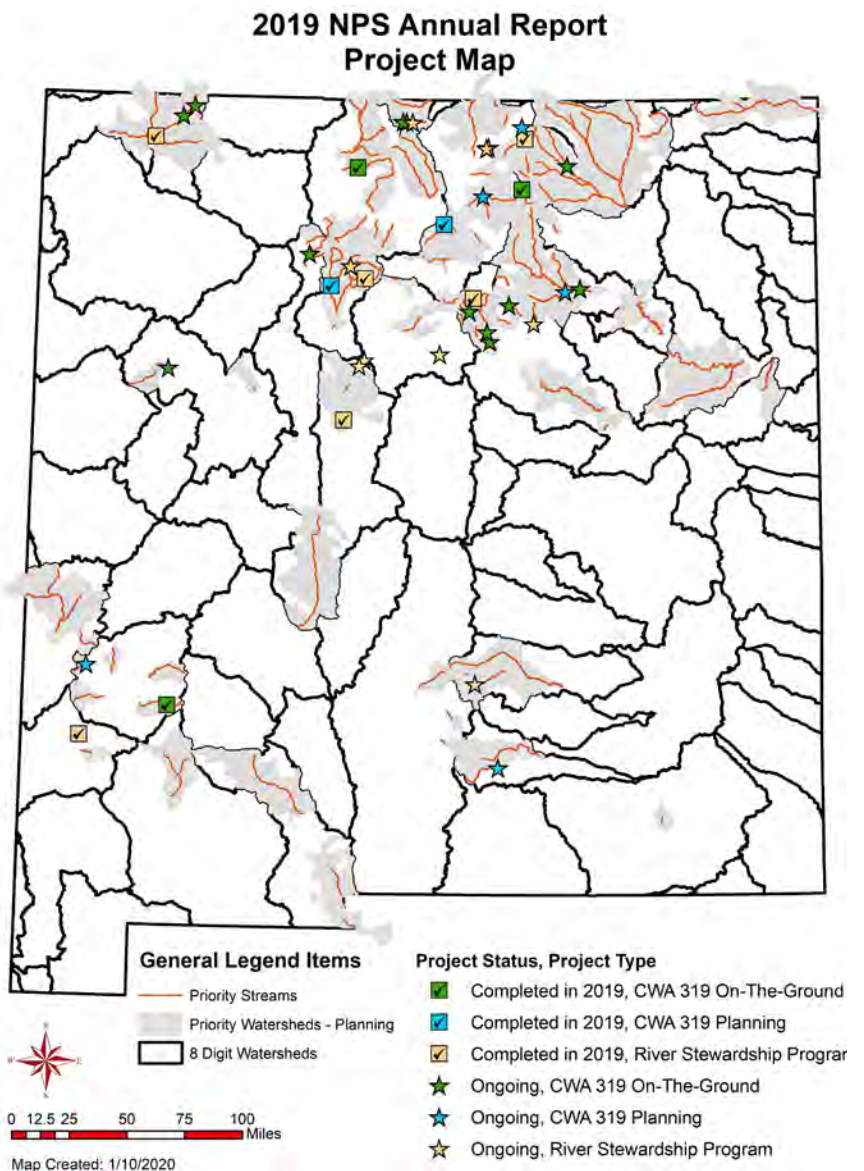 2019 NPS Annual Report
Project Map
General Legend Items
Priority Streams
Priority Watersheds - Planning
8 Digit Watersheds
Project Status, Project Type
Completed in 2019, CWA 319 On-The-Ground
Completed in 2019, CWA 319 Planning
Completed in 2019, River Stewardship Program
Ongoing, CWA 319 On-The-Ground
Ongoing, CWA 319 Planning
Ongoing, River Stewardship Program
N
S
E
0 12.5 25 50 75 100
Miles
Map Created: 1/10/2020